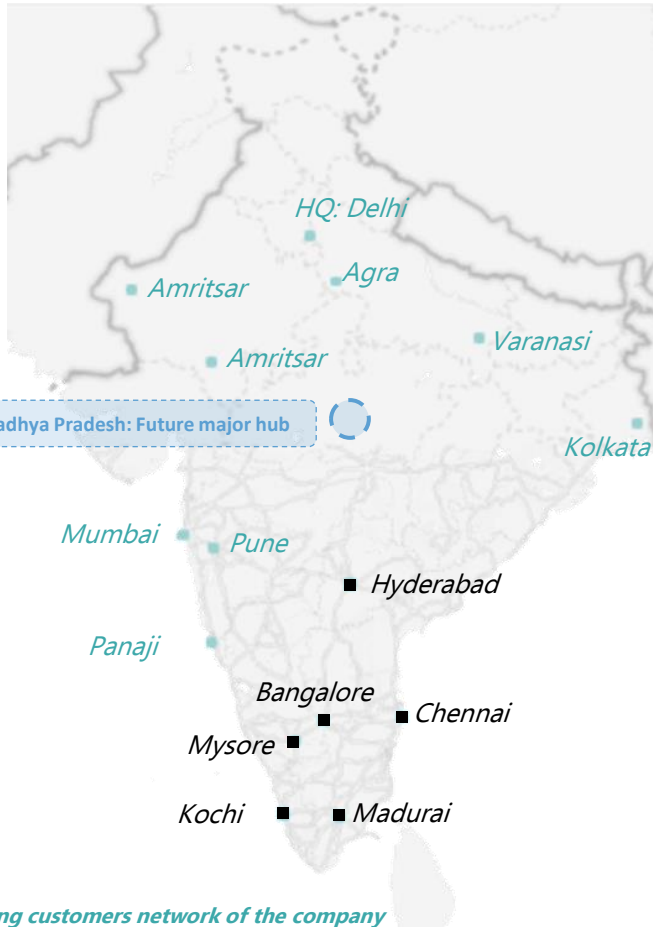 HQ: Delhi
Agra
Amritsar
Varanasi
Amritsar
adhya Pradesh: Future major hub
Kolkata
Mumbai
Pune
Hyderabad
Panaji
Bangalore
Chennai
Mysore
Kochi
Madurai
ng customers network of the company